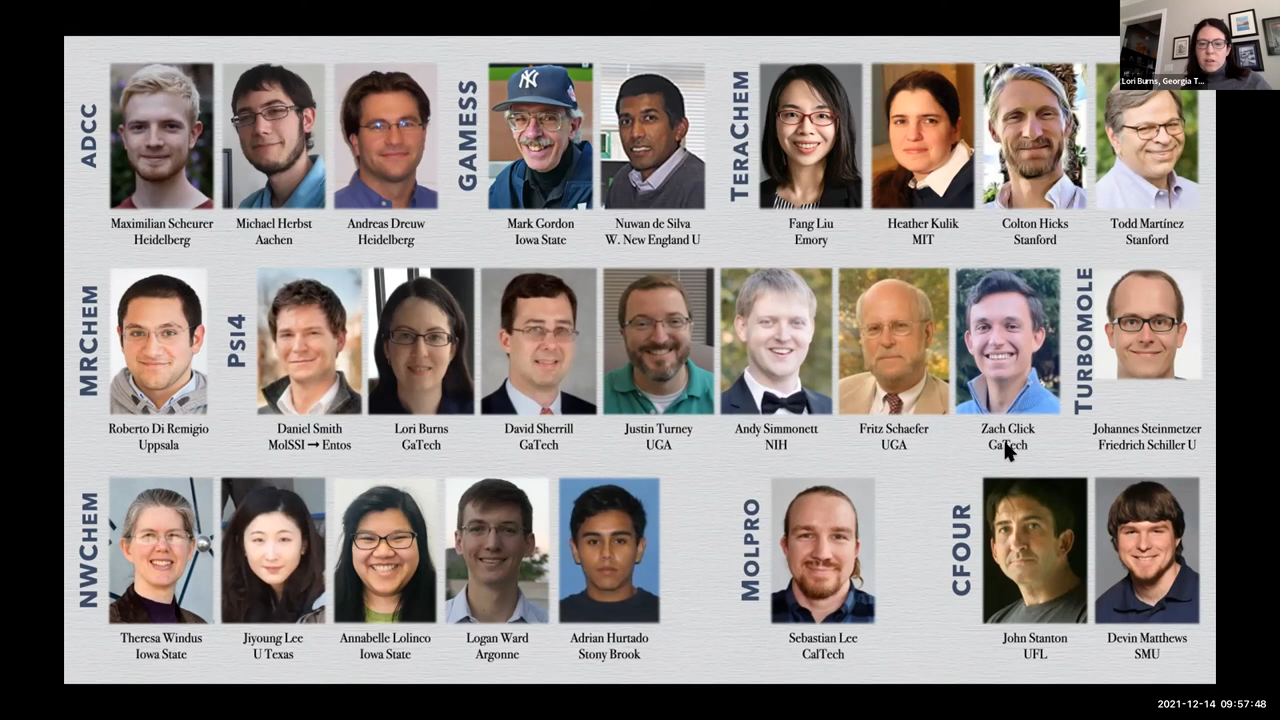 Lori Burns, Georgia T...
ADCC
GAMESS
TERACHEM
Maximilian Scheurer
Heidelberg
Michael Herbst
Aachen
Andreas Dreuw
Heidelberg
Mark Gordon
Iowa State
Nuwan de Silva
W. New England U
Fang Liu
Emory
Heather Kulik
MIT
Colton Hicks
Stanford
Todd Martínez
Stanford
MRCHEM
PSI4
TURBOMOLE
Roberto Di Remigio
Uppsala
Daniel Smith
MolSSI → Entos
Lori Burns
GaTech
David Sherrill
GaTech
Justin Turney
UGA
Andy Simmonett
NIH
Fritz Schaefer
UGA
Zach Glick
GaTech
Johannes Steinmetzer
Friedrich Schiller U
NWCHEM
MOLPRO
CFOUR
Theresa Windus
Iowa State
Jiyoung Lee
U Texas
Annabelle Lolinco
Iowa State
Logan Ward
Argonne
Adrian Hurtado
Stony Brook
Sebastian Lee
CalTech
John Stanton
UFL
Devin Matthews
SMU
2021-12-14 09:57:48